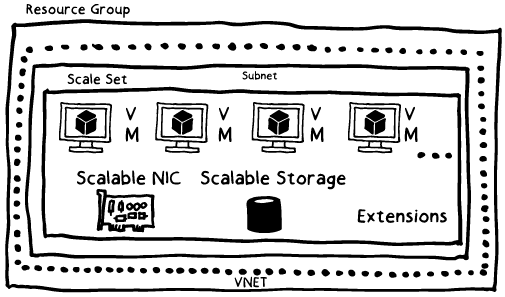 Resource Group
Scale Set
Subnet
V V V V
M M M M
Scalable NIC Scalable Storage
Extensions
VNET